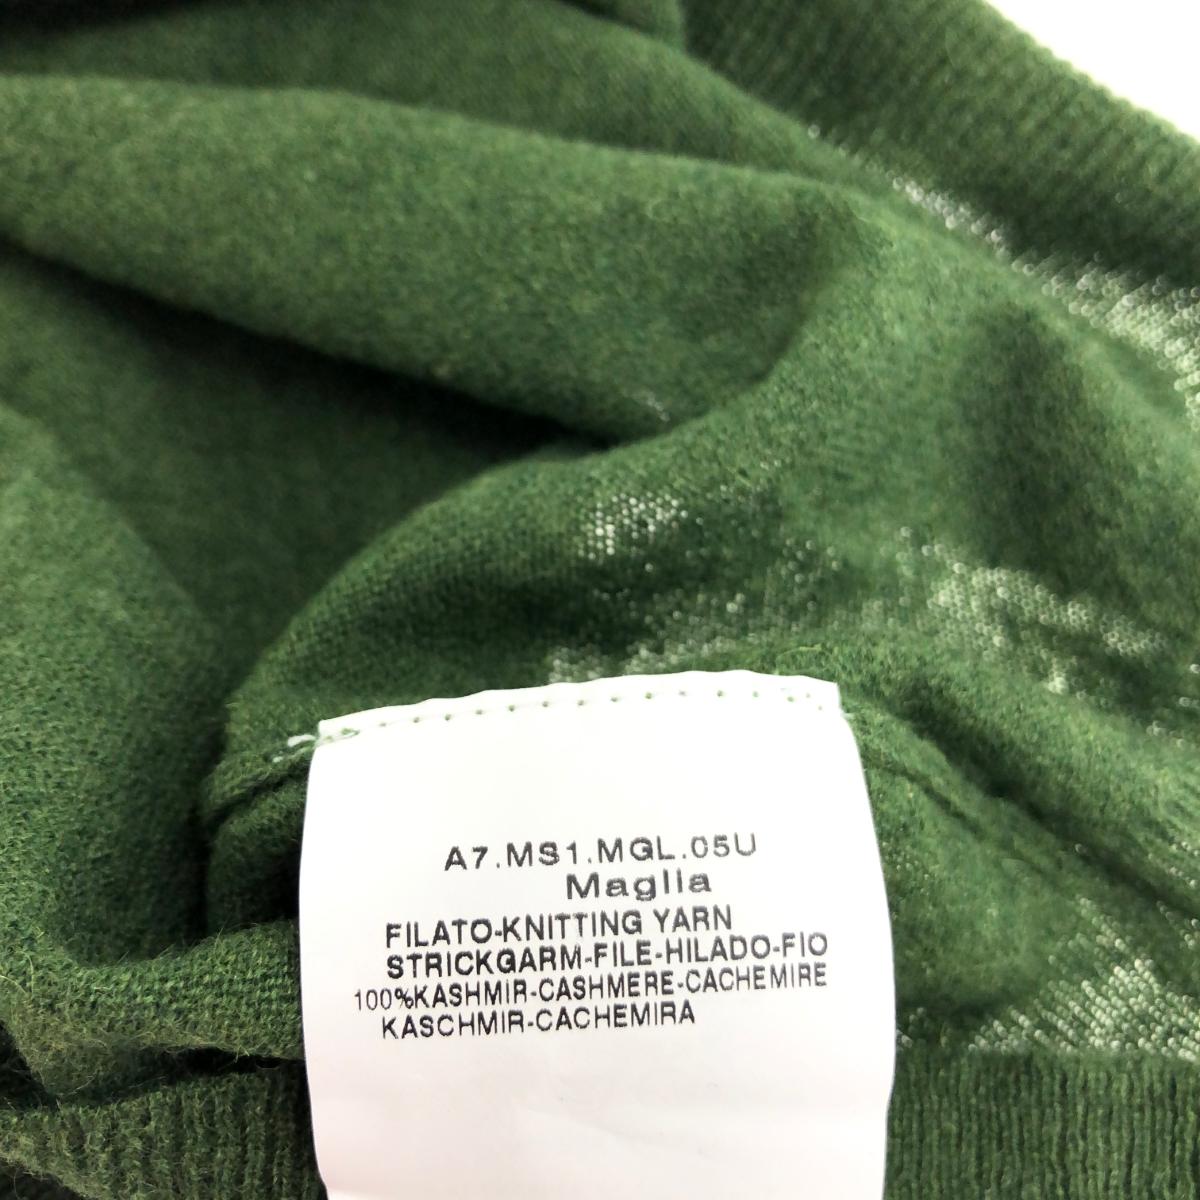 A7.MS1.MGL.05U
Maglia
FILATO-KNITTING YARN
STRICKGARM-FILE-HILADO-FIO
100%KASHMIR-CASHMERE-CACHEMIRE
KASCHMIR-CACHEMIRA